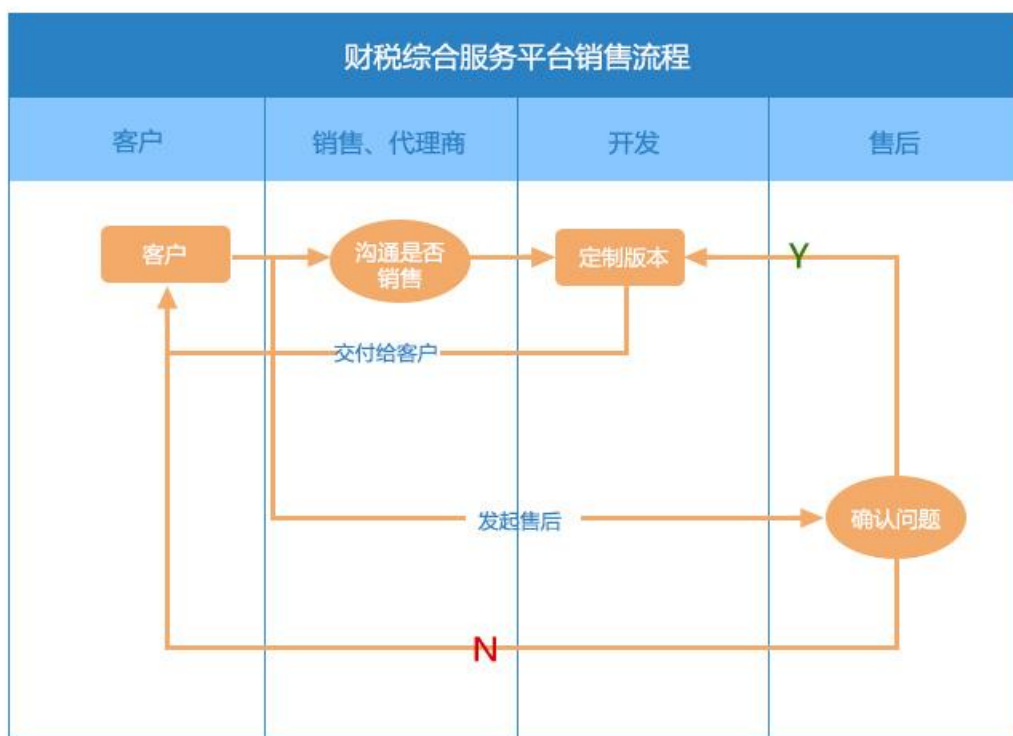 财税综合服务平台销售流程
客户
销售、代理商
开发
售后
客户
沟通是否
销售
定制版本
Y
交付给客户
发起售后
确认问题
N